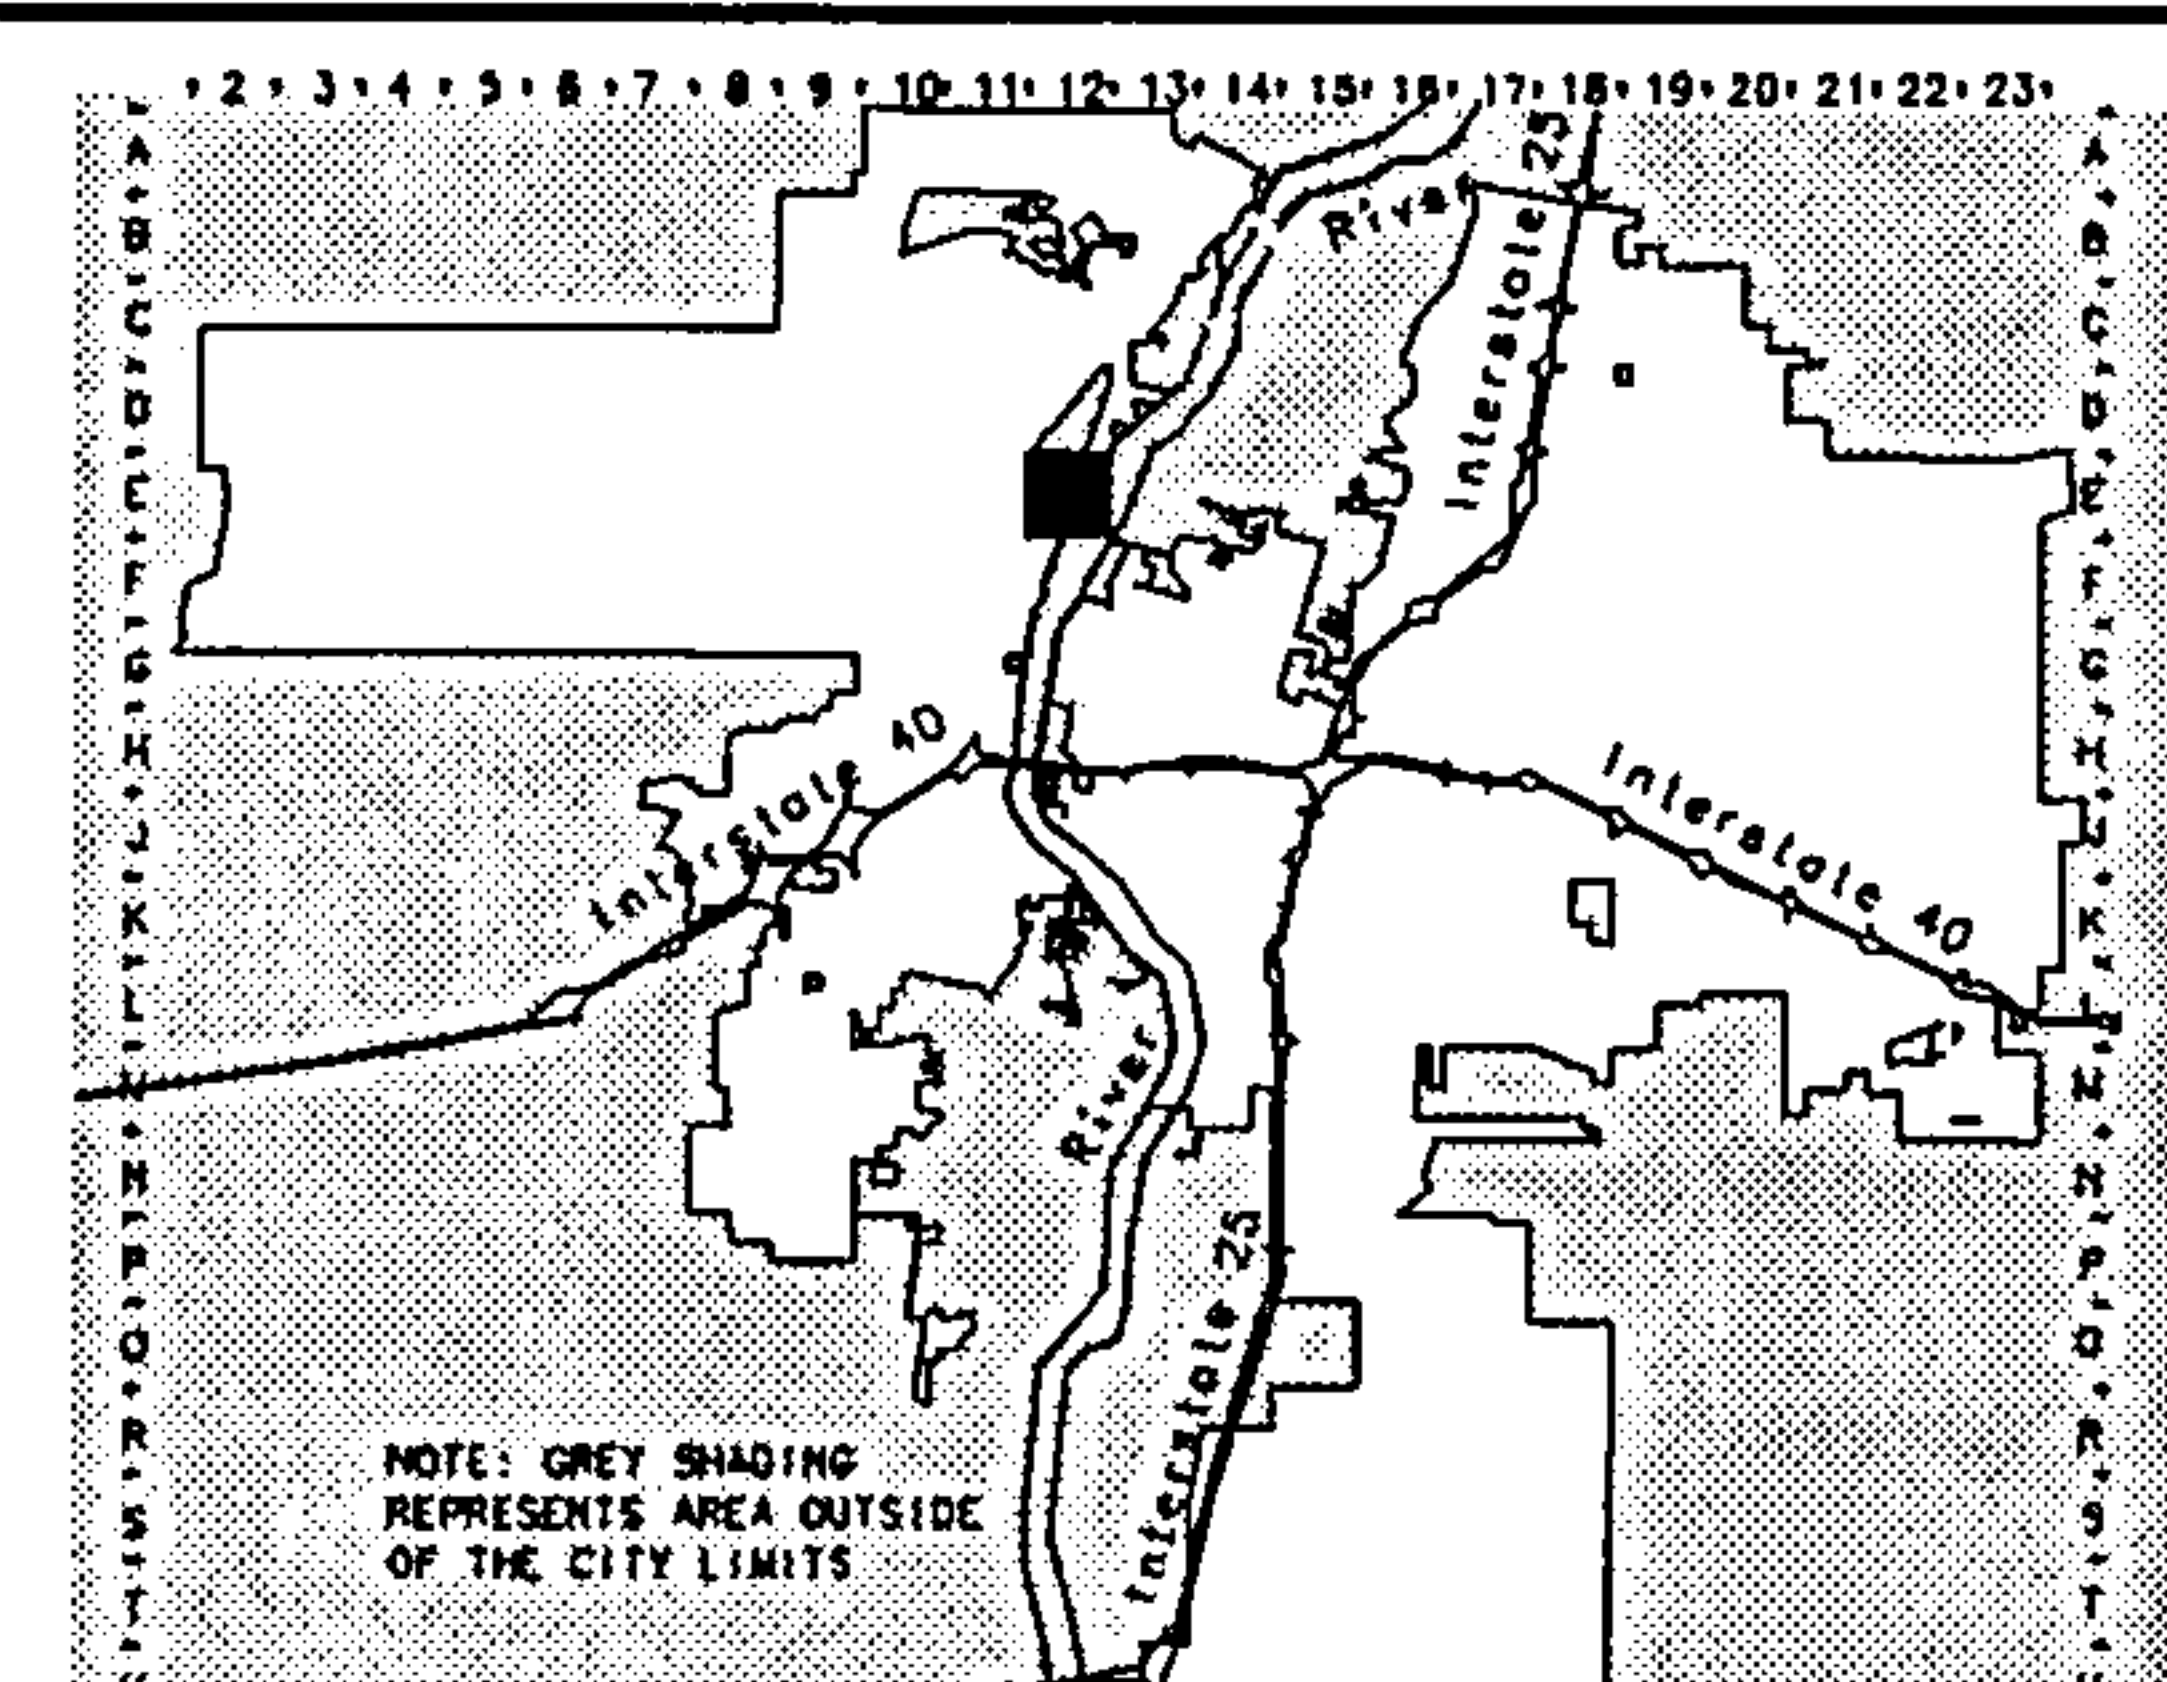 2 3 4 5 6 7 8 9 10 11 12 13 14 15 16 17 18 19 20 21 22 23
A A
B B
C C
D D
E E
F F
G G
H H
J J
K K
L L
M M
N N
P P
Q Q
R R
S S
T T
River
Interstate 25
Interstate 40
Interstate 40
River
Interstate 25
NOTE: GREY SHADING
REPRESENTS AREA OUTSIDE
OF THE CITY LIMITS